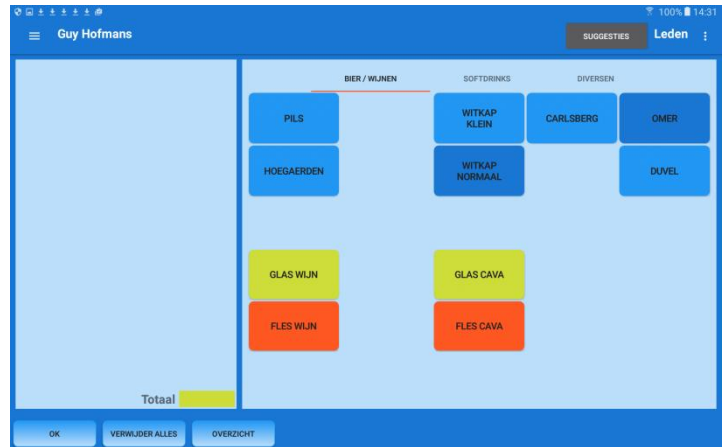 100% 14:31
Guy Hofmans
SUGGESTIES
Leden
BIER / WIJNEN
SOFTDRINKS
DIVERSEN
PILS
WITKAP
KLEIN
CARLSBERG
OMER
HOEGAERDEN
WITKAP
NORMAAL
DUVEL
GLAS WIJN
GLAS CAVA
FLES WIJN
FLES CAVA
Totaal
OK
VERWIJDER ALLES
OVERZICHT